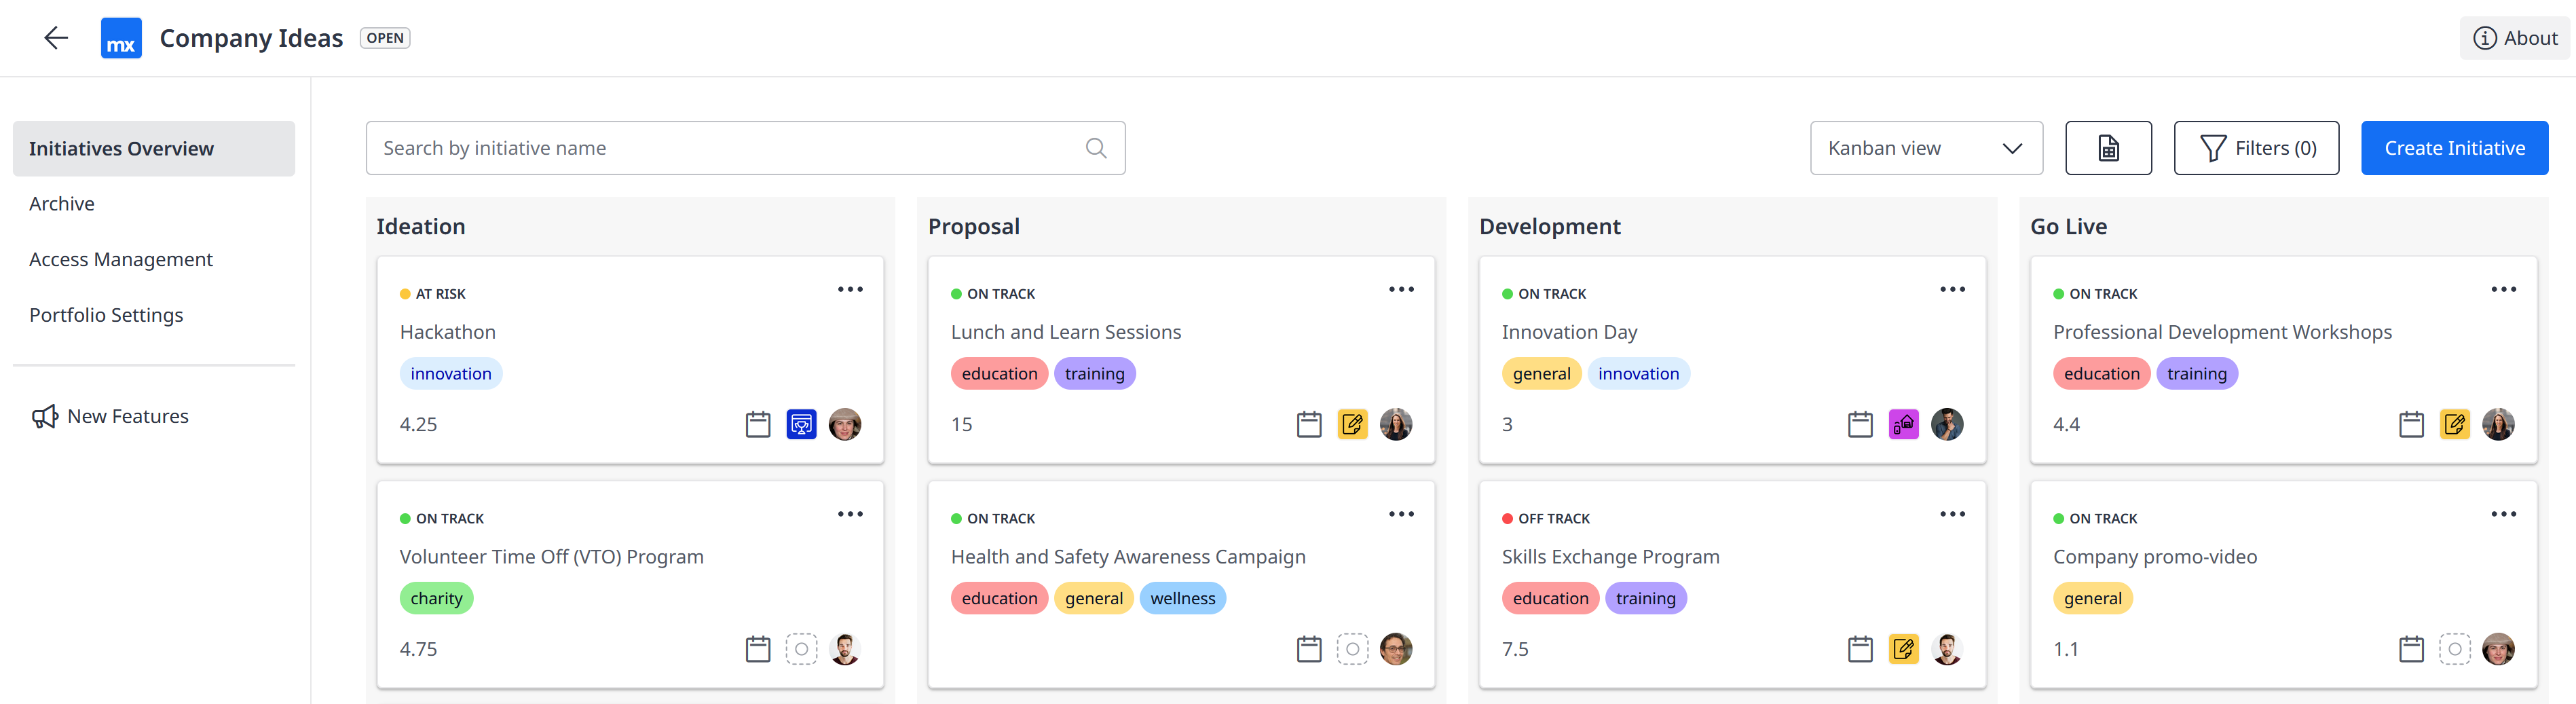 mx Company Ideas OPEN About
Initiatives Overview
Archive
Access Management
Portfolio Settings
New Features
Search by initiative name Kanban view Filters (0) Create Initiative
Ideation
AT RISK
Hackathon
innovation
4.25
ON TRACK
Volunteer Time Off (VTO) Program
charity
4.75
Proposal
ON TRACK
Lunch and Learn Sessions
education training
15
ON TRACK
Health and Safety Awareness Campaign
education general wellness
Development
ON TRACK
Innovation Day
general innovation
3
OFF TRACK
Skills Exchange Program
education training
7.5
Go Live
ON TRACK
Professional Development Workshops
education training
4.4
ON TRACK
Company promo-video
general
1.1